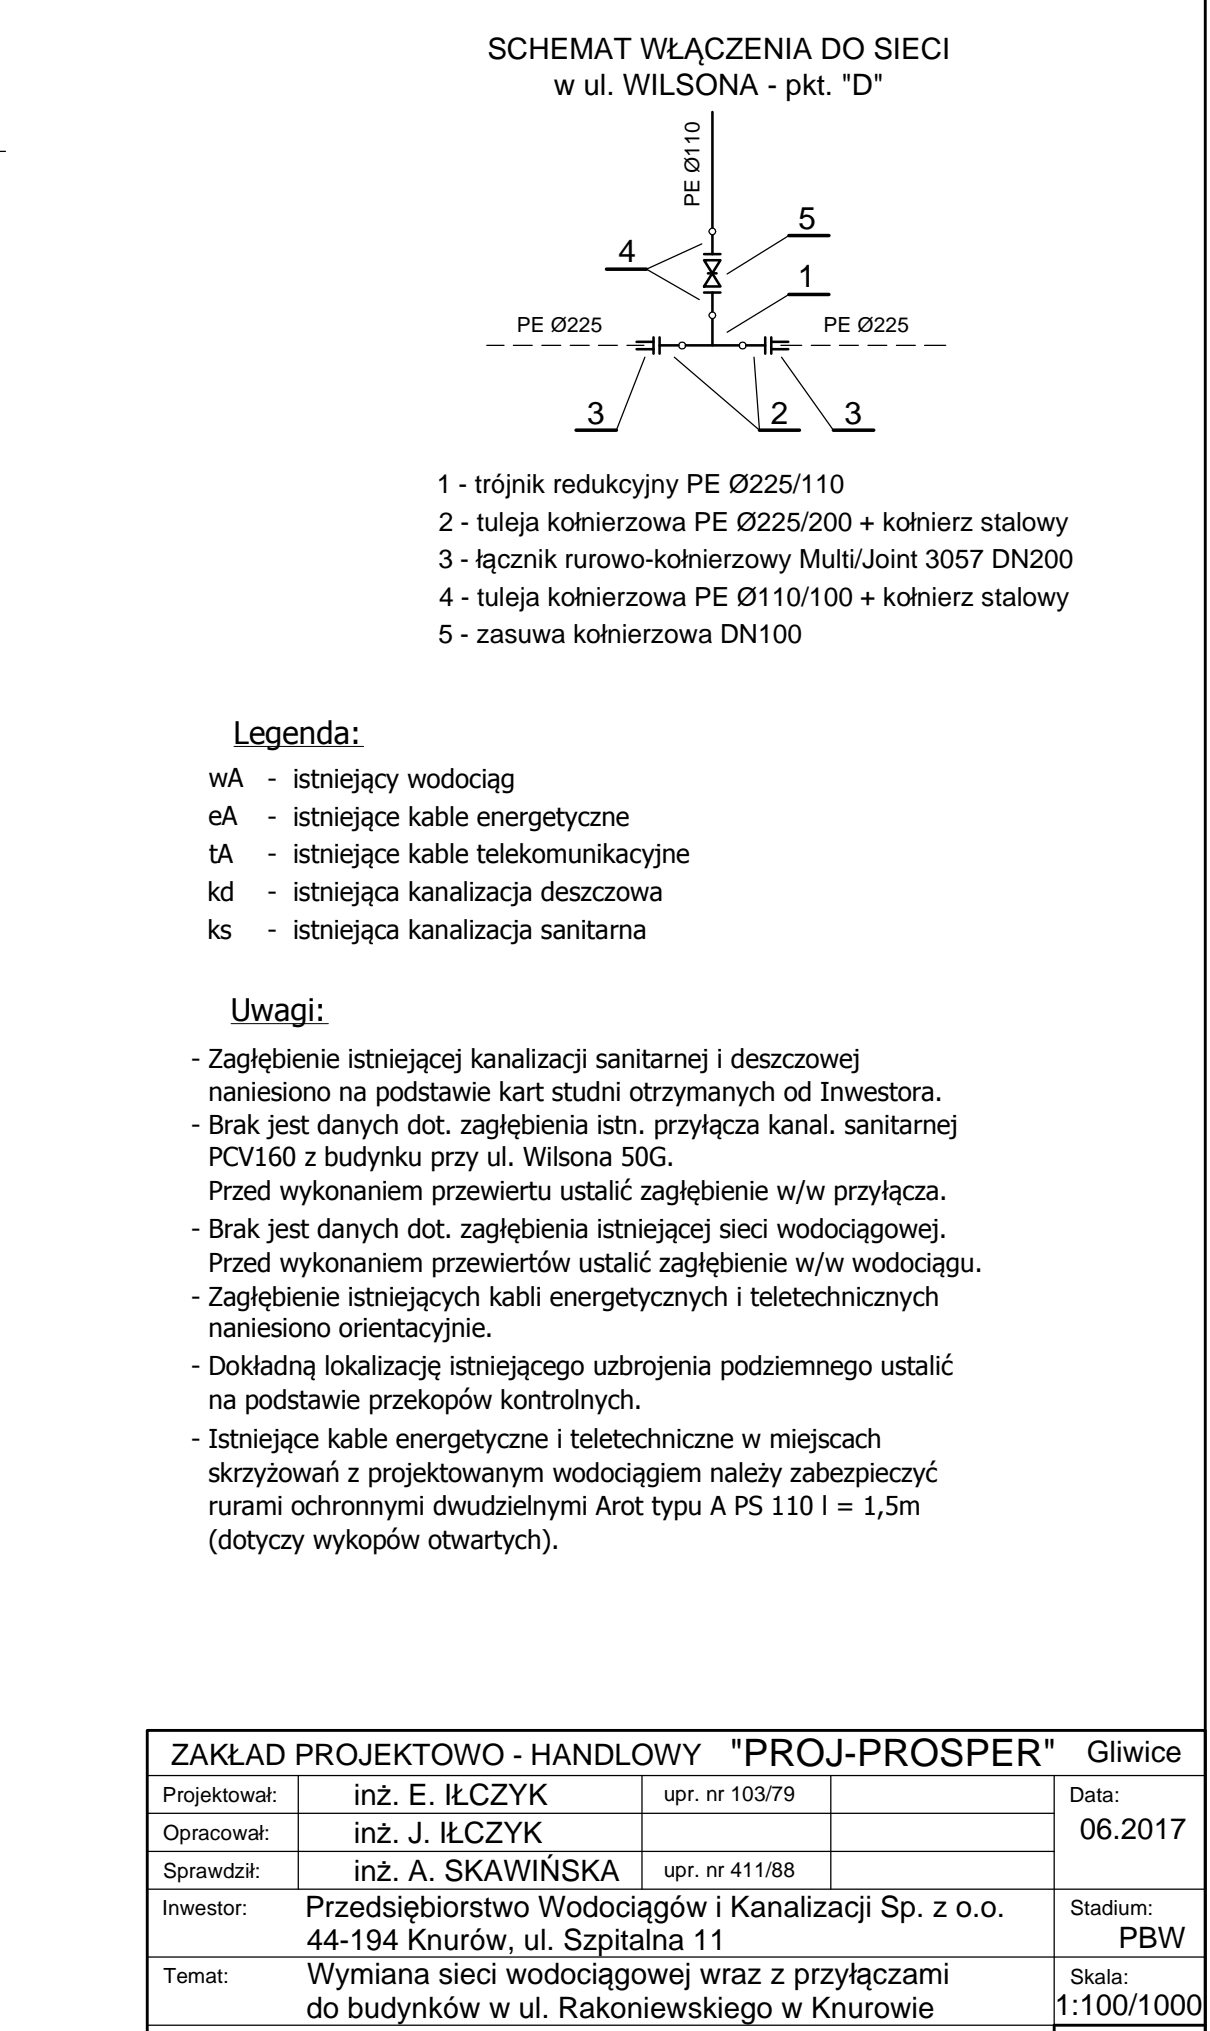 SCHEMAT WŁĄCZENIA DO SIECI
w ul. WILSONA - pkt. "D"
PE Ø110
5
4
1
PE Ø225
PE Ø225
3
2
3
1 - trójnik redukcyjny PE Ø225/110
2 - tuleja kołnierzowa PE Ø225/200 + kołnierz stalowy
3 - łącznik rurowo-kołnierzowy Multi/Joint 3057 DN200
4 - tuleja kołnierzowa PE Ø110/100 + kołnierz stalowy
5 - zasuwa kołnierzowa DN100
Legenda:
wA - istniejący wodociąg
eA - istniejące kable energetyczne
tA - istniejące kable telekomunikacyjne
kd - istniejąca kanalizacja deszczowa
ks - istniejąca kanalizacja sanitarna
Uwagi:
- Zagłębienie istniejącej kanalizacji sanitarnej i deszczowej
naniesiono na podstawie kart studni otrzymanych od Inwestora.
- Brak jest danych dot. zagłębienia istn. przyłącza kanal. sanitarnej
PCV160 z budynku przy ul. Wilsona 50G.
Przed wykonaniem przewiertu ustalić zagłębienie w/w przyłącza.
- Brak jest danych dot. zagłębienia istniejącej sieci wodociągowej.
Przed wykonaniem przewiertów ustalić zagłębienie w/w wodociągu.
- Zagłębienie istniejących kabli energetycznych i teletechnicznych
naniesiono orientacyjnie.
- Dokładną lokalizację istniejącego uzbrojenia podziemnego ustalić
na podstawie przekopów kontrolnych.
- Istniejące kable energetyczne i teletechniczne w miejscach
skrzyżowań z projektowanym wodociągiem należy zabezpieczyć
rurami ochronnymi dwudzielnymi Arot typu A PS 110 l = 1,5m
(dotyczy wykopów otwartych).
ZAKŁAD PROJEKTOWO - HANDLOWY "PROJ-PROSPER" Gliwice
Projektował: inż. E. IŁCZYK upr. nr 103/79 Data:
Opracował: inż. J. IŁCZYK 06.2017
Sprawdził: inż. A. SKAWIŃSKA upr. nr 411/88
Inwestor: Przedsiębiorstwo Wodociągów i Kanalizacji Sp. z o.o. Stadium:
44-194 Knurów, ul. Szpitalna 11 PBW
Temat: Wymiana sieci wodociągowej wraz z przyłączami Skala:
do budynków w ul. Rakoniewskiego w Knurowie 1:100/1000